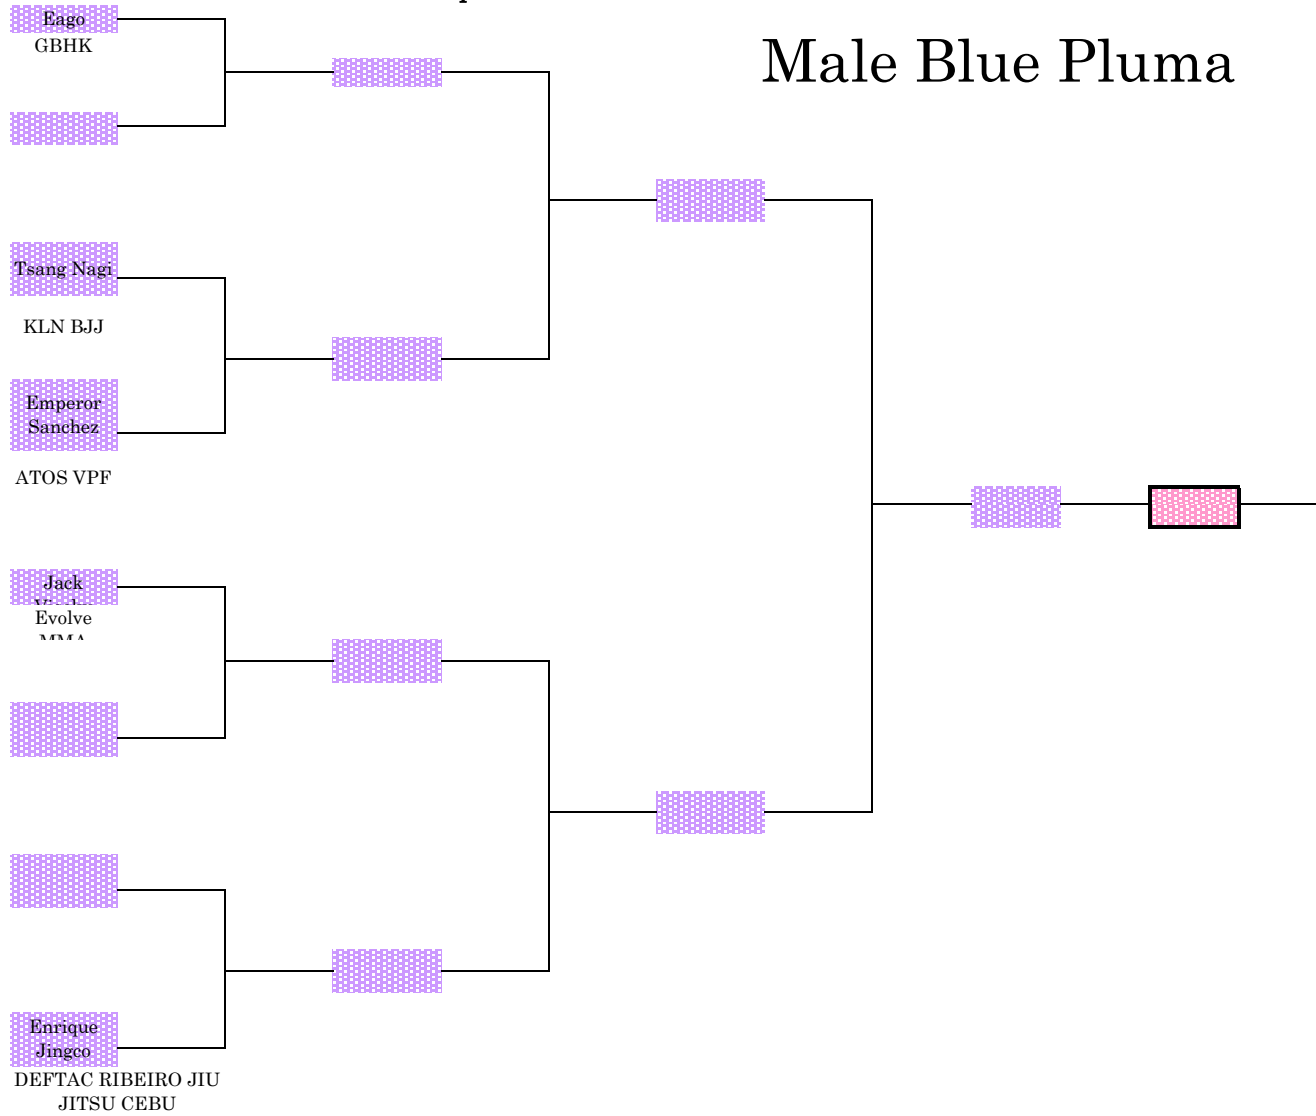 Male Blue Pluma
Eago
GBHK
Tsang Nagi
KLN BJJ
Emperor
Sanchez
ATOS VPF
Jack
Evolve
MMA
Enrique
Jingco
DEFTAC RIBEIRO JIU
JITSU CEBU